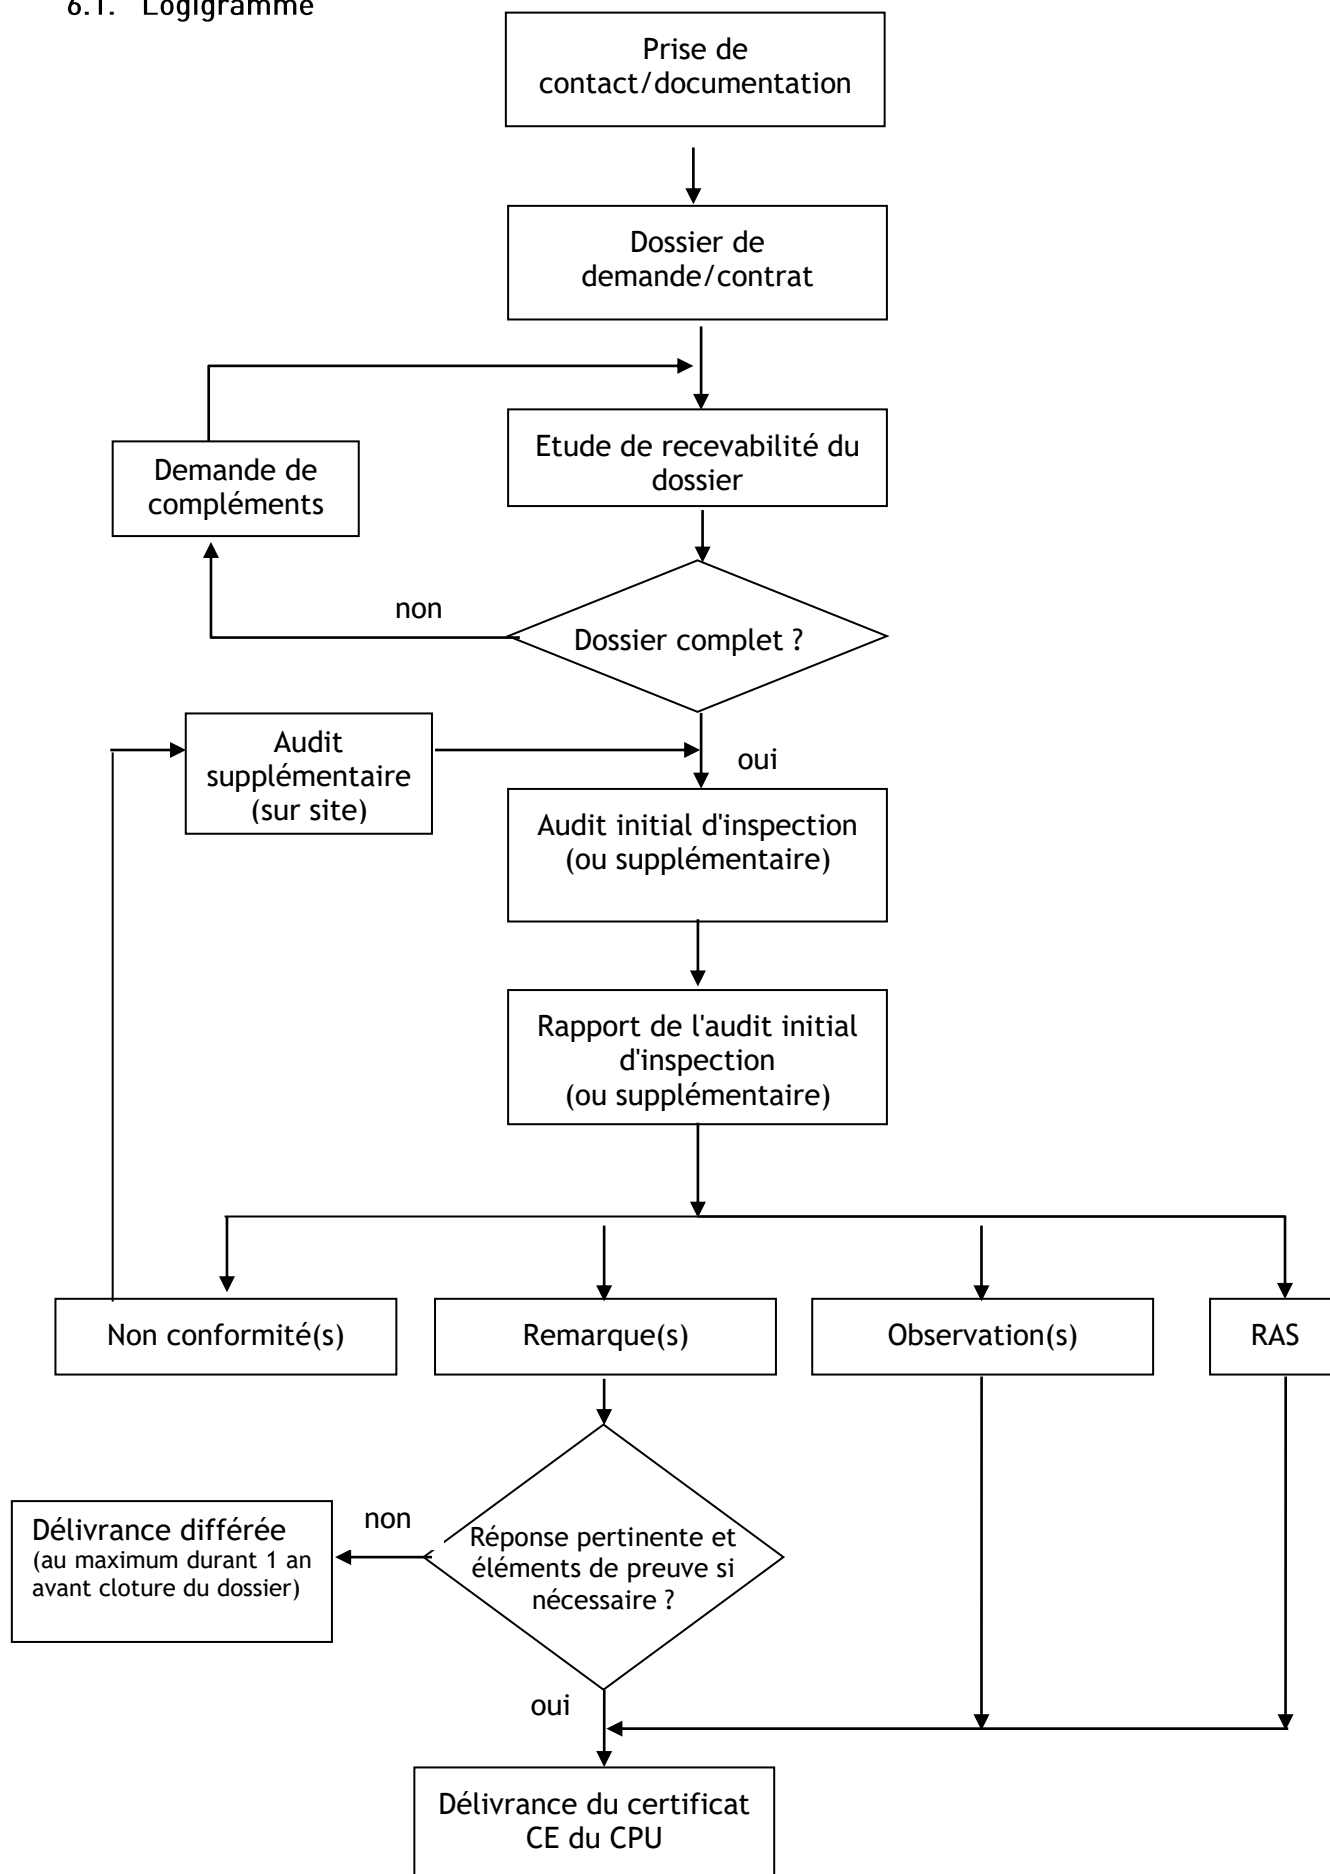 6.1. Logigramme
Prise de
contact/documentation
Dossier de
demande/contrat
Etude de recevabilité du
dossier
Demande de
compléments
non
Dossier complet ?
Audit
supplémentaire
(sur site)
oui
Audit initial d'inspection
(ou supplémentaire)
Rapport de l'audit initial
d'inspection
(ou supplémentaire)
Non conformité(s)
Remarque(s)
Observation(s)
RAS
Délivrance différée
(au maximum durant 1 an
avant cloture du dossier)
non
Réponse pertinente et
éléments de preuve si
nécessaire ?
oui
Délivrance du certificat
CE du CPU